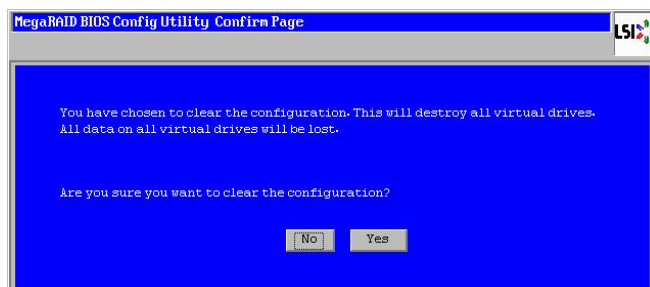 MegaRAID BIOS Config Utility Confirm Page
LSI
You have chosen to clear the configuration. This will destroy all virtual drives.
All data on all virtual drives will be lost.
Are you sure you want to clear the configuration?
No Yes